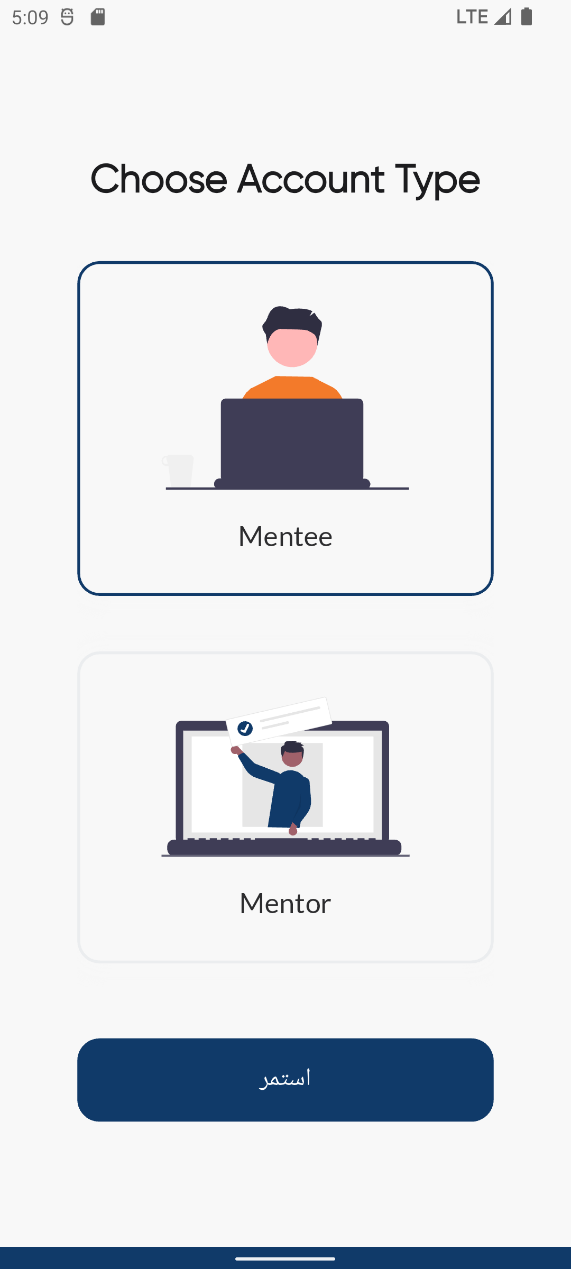 5:09
LTE
Choose Account Type
Mentee
Mentor
استمر